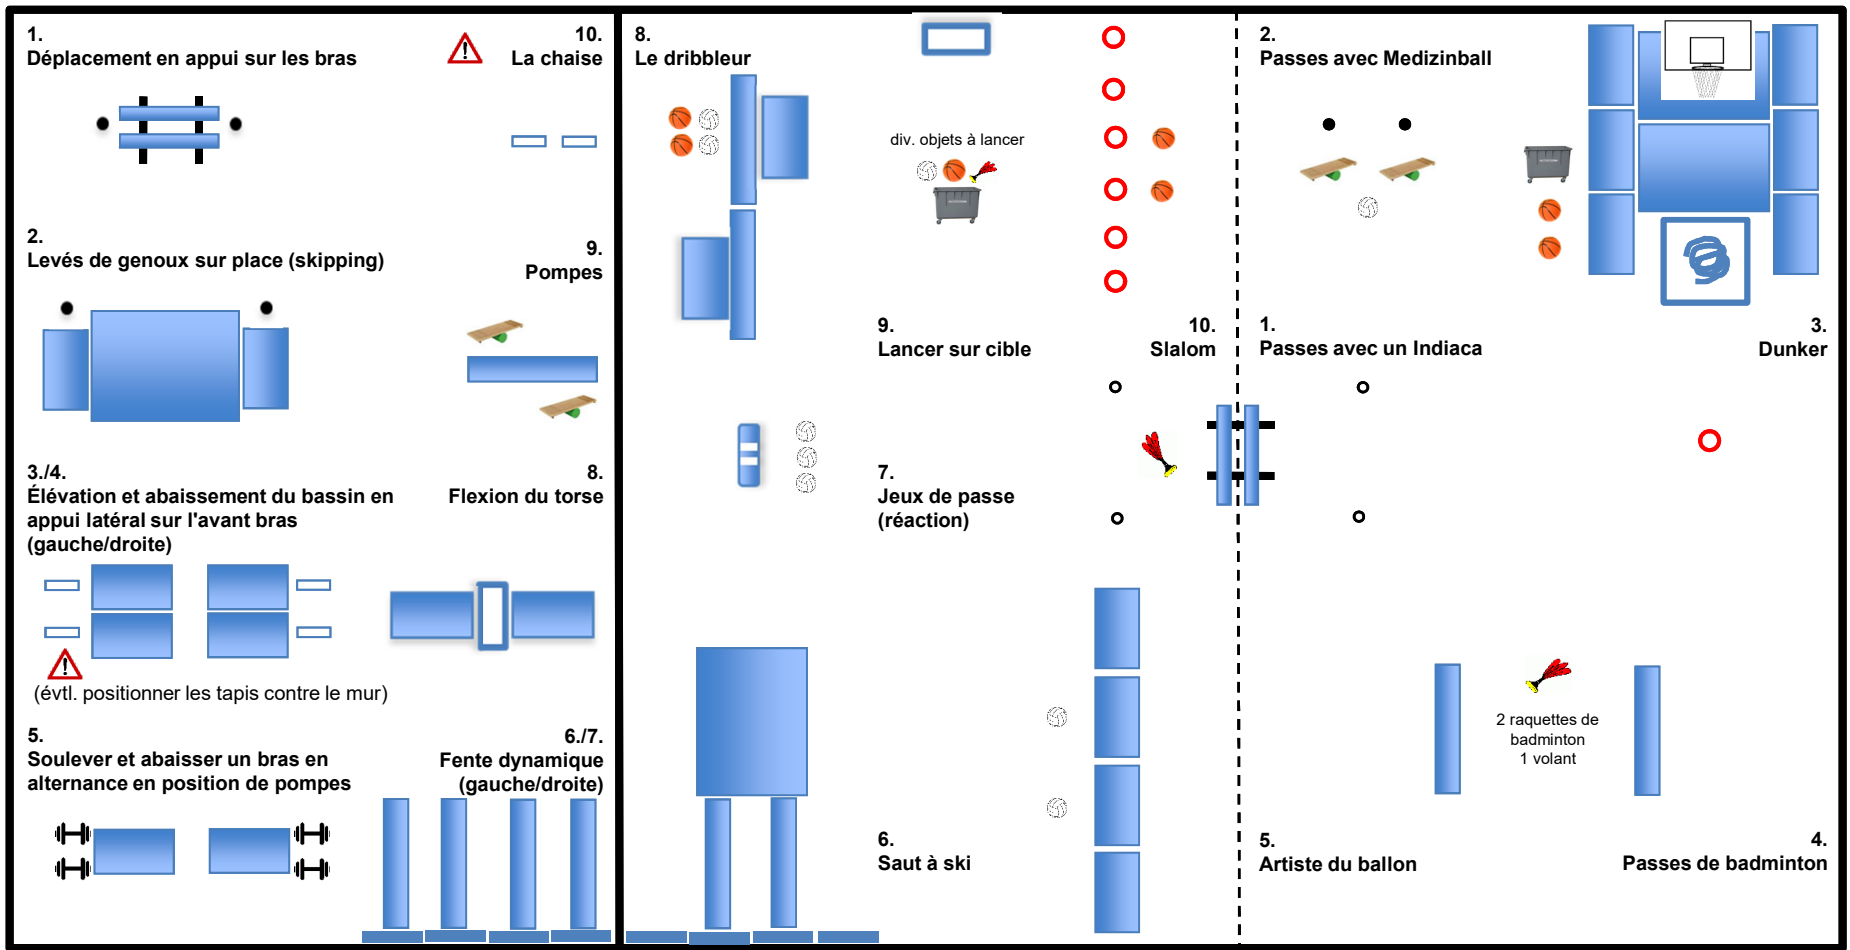 1.
Déplacement en appui sur les bras
10.
La chaise
2.
Levés de genoux sur place (skipping)
9.
Pompes
3./4.
Élévation et abaissement du bassin en
appui latéral sur l'avant bras
(gauche/droite)
8.
Flexion du torse
(évtl. positionner les tapis contre le mur)
5.
Soulever et abaisser un bras en
alternance en position de pompes
6./7.
Fente dynamique
(gauche/droite)
8.
Le dribbleur
div. objets à lancer
9.
Lancer sur cible
10.
Slalom
7.
Jeux de passe
(réaction)
6.
Saut à ski
2.
Passes avec Medizinball
1.
Passes avec un Indiaca
3.
Dunker
2 raquettes de
badminton
1 volant
5.
Artiste du ballon
4.
Passes de badminton